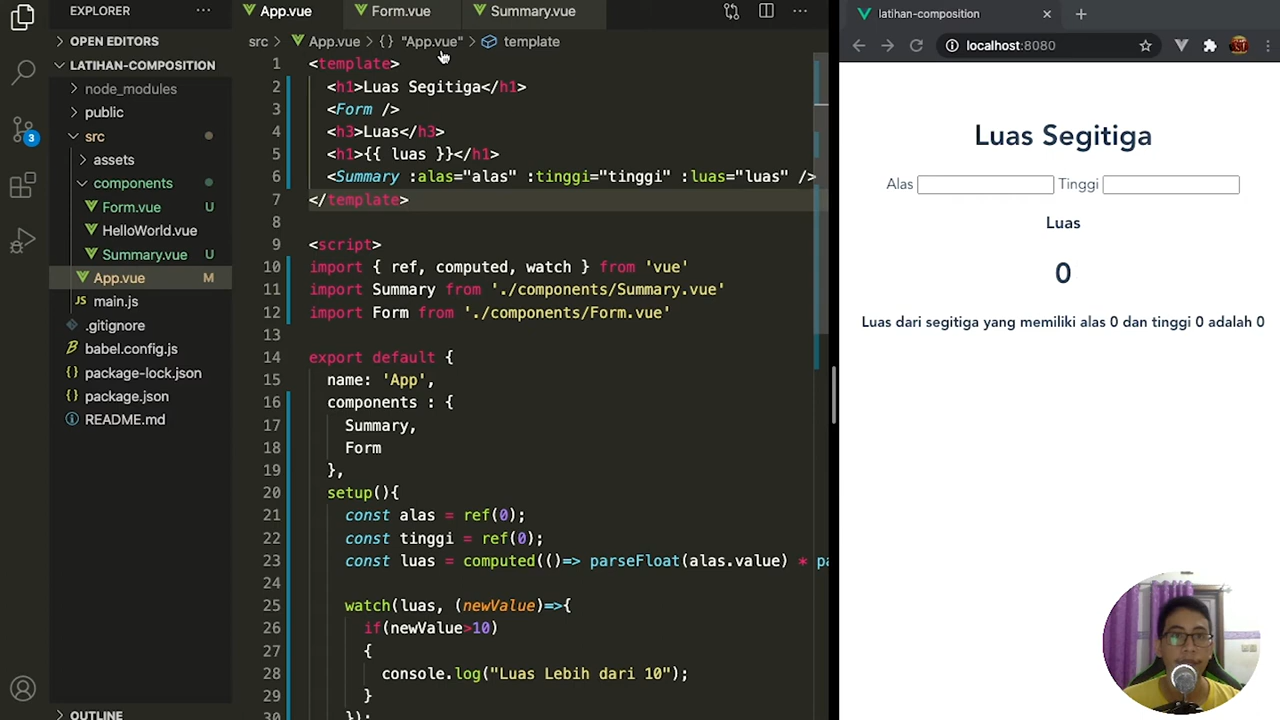 EXPLORER
OPEN EDITORS
LATIHAN-COMPOSITION
node_modules
public
src
assets
components
Form.vue U
HelloWorld.vue
Summary.vue U
App.vue M
main.js
.gitignore
babel.config.js
package-lock.json
package.json
README.md
OUTLINE
3
App.vue Form.vue Summary.vue
src > App.vue > {} "App.vue" > template
1 <template>
2 <h1>Luas Segitiga</h1>
3 <Form />
4 <h3>Luas</h3>
5 <h1>{{ luas }}</h1>
6 <Summary :alas="alas" :tinggi="tinggi" :luas="luas" />
7 </template>
8
9 <script>
10 import { ref, computed, watch } from 'vue'
11 import Summary from './components/Summary.vue'
12 import Form from './components/Form.vue'
13
14 export default {
15 name: 'App',
16 components : {
17 Summary,
18 Form
19 },
20 setup(){
21 const alas = ref(0);
22 const tinggi = ref(0);
23 const luas = computed(()=> parseFloat(alas.value) * pa
24
25 watch(luas, (newValue)=>{
26 if(newValue>10)
27 {
28 console.log("Luas Lebih dari 10");
29 }
30 });
latihan-composition
localhost:8080
Luas Segitiga
Alas Tinggi
Luas
0
Luas dari segitiga yang memiliki alas 0 dan tinggi 0 adalah 0